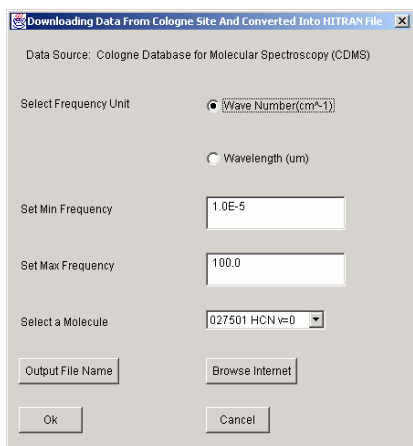 Downloading Data From Cologne Site And Converted Into HITRAN File
Data Source: Cologne Database for Molecular Spectroscopy (CDMS)
Select Frequency Unit
Wave Number(cm^-1)
Wavelength (um)
Set Min Frequency
1.0E-5
Set Max Frequency
100.0
Select a Molecule
027501 HCN v=0
Output File Name
Browse Internet
Ok
Cancel